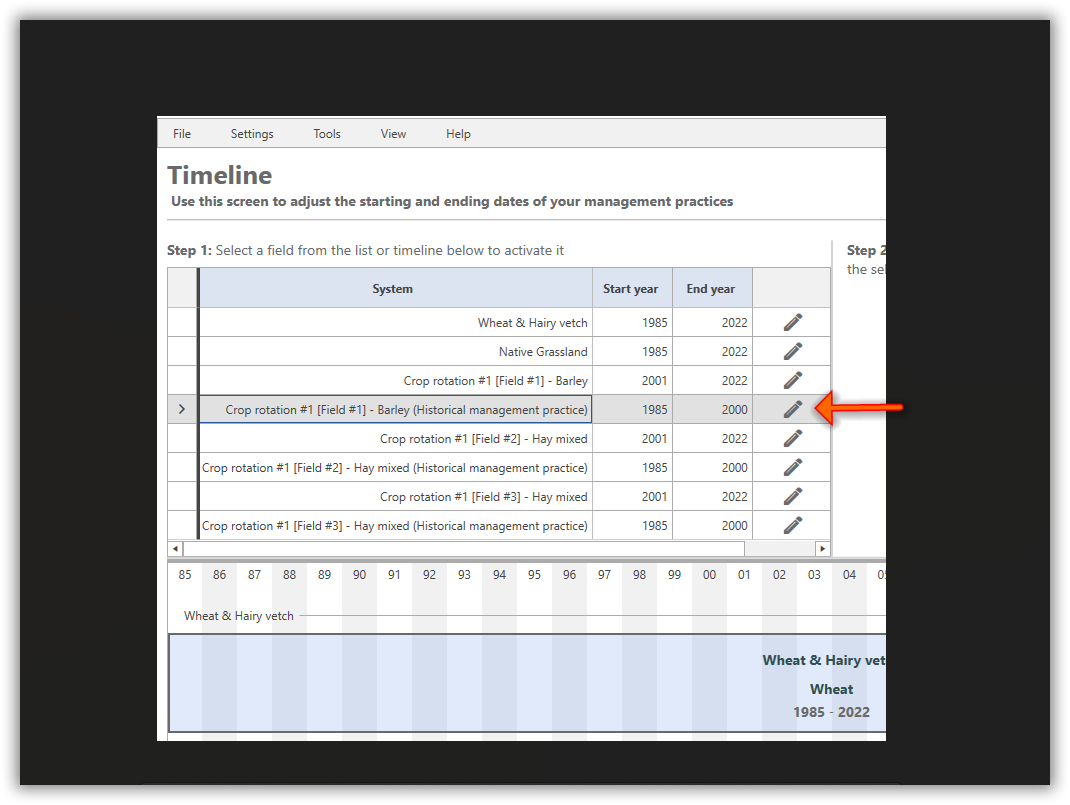 File Settings Tools View Help
Timeline
Use this screen to adjust the starting and ending dates of your management practices
Step 1: Select a field from the list or timeline below to activate it
Step 2
the sel
System Start year End year
Wheat & Hairy vetch 1985 2022
Native Grassland 1985 2022
Crop rotation #1 [Field #1] - Barley 2001 2022
Crop rotation #1 [Field #1] - Barley (Historical management practice) 1985 2000
Crop rotation #1 [Field #2] - Hay mixed 2001 2022
Crop rotation #1 [Field #2] - Hay mixed (Historical management practice) 1985 2000
Crop rotation #1 [Field #3] - Hay mixed 2001 2022
Crop rotation #1 [Field #3] - Hay mixed (Historical management practice) 1985 2000
85 86 87 88 89 90 91 92 93 94 95 96 97 98 99 00 01 02 03 04 05
Wheat & Hairy vetch
Wheat & Hairy vet
Wheat
1985 - 2022